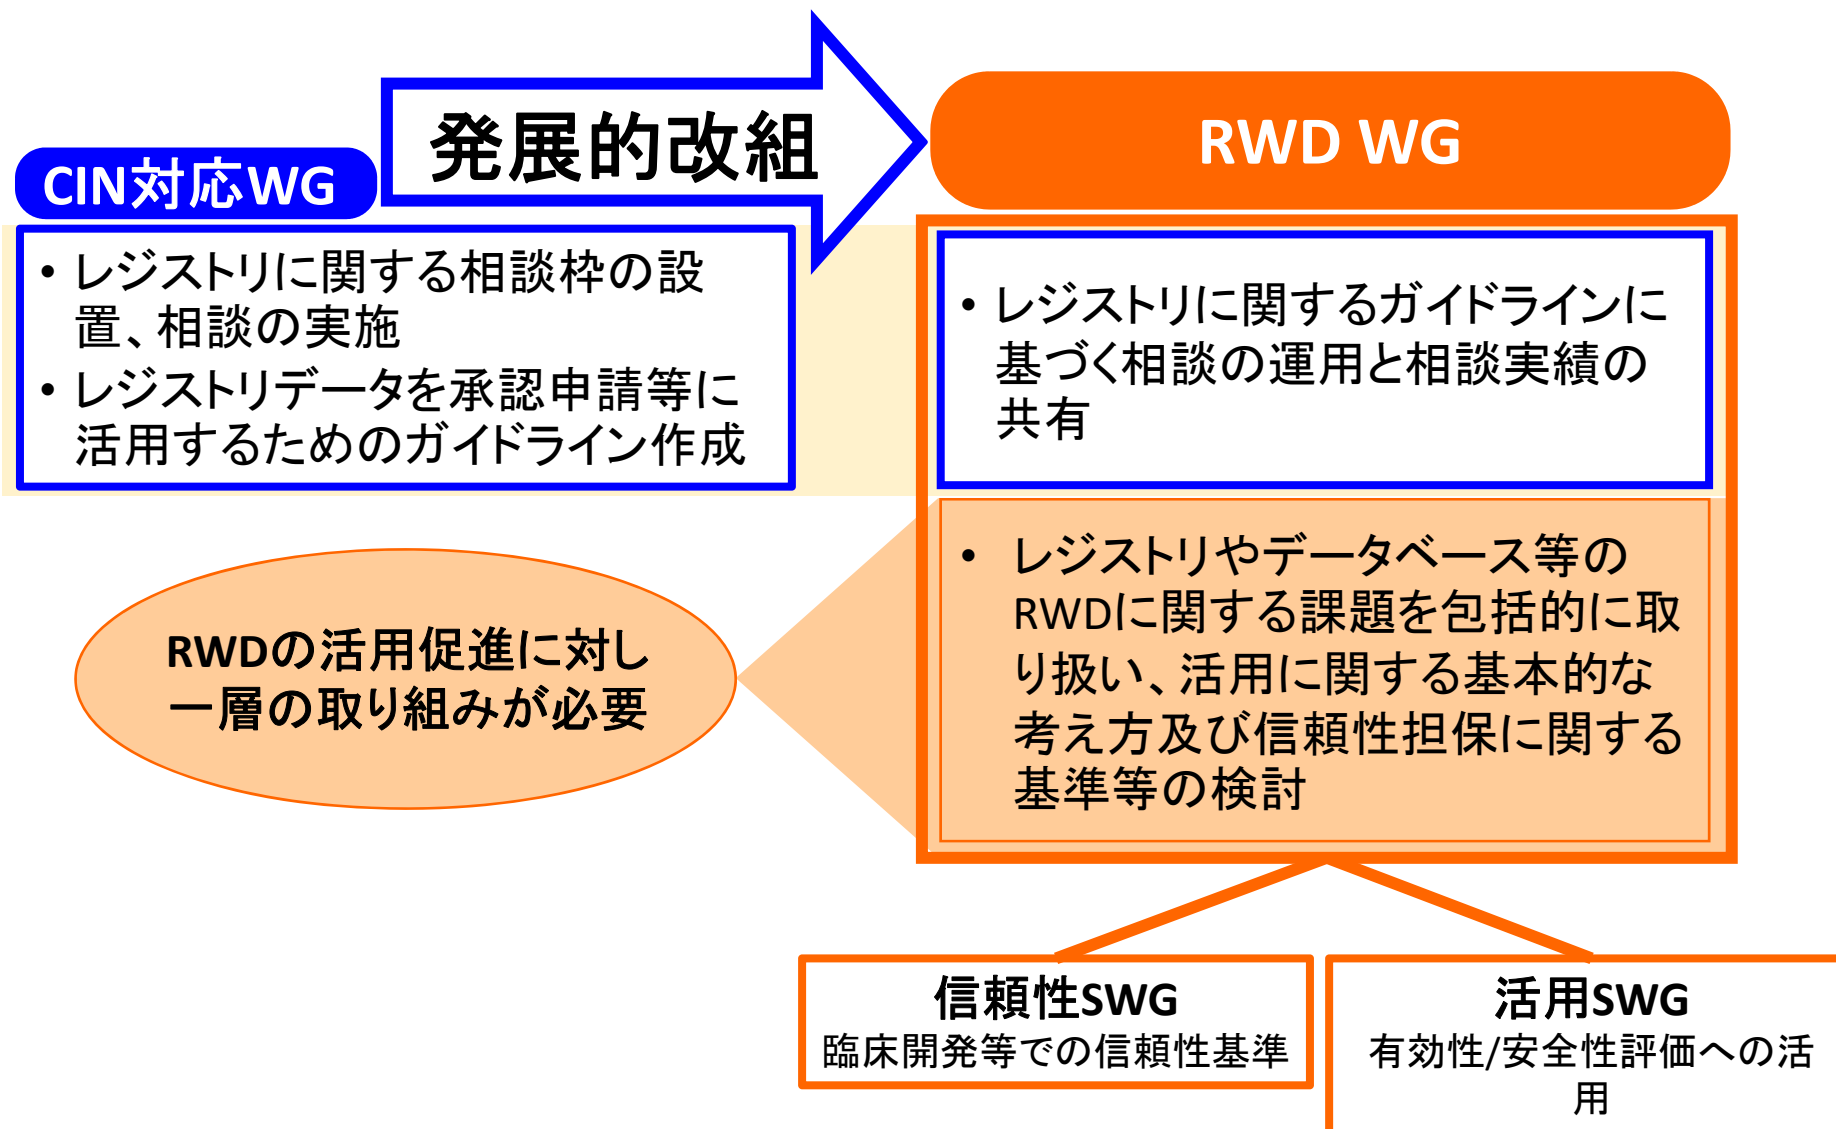 発展的改組
RWD WG
CIN対応WG
• レジストリに関する相談枠の設
置、相談の実施
• レジストリデータを承認申請等に
活用するためのガイドライン作成
• レジストリに関するガイドラインに
基づく相談の運用と相談実績の
共有
RWDの活用促進に対し
一層の取り組みが必要
• レジストリやデータベース等の
RWDに関する課題を包括的に取
り扱い、活用に関する基本的な
考え方及び信頼性担保に関する
基準等の検討
信頼性SWG
臨床開発等での信頼性基準
活用SWG
有効性/安全性評価への活
用